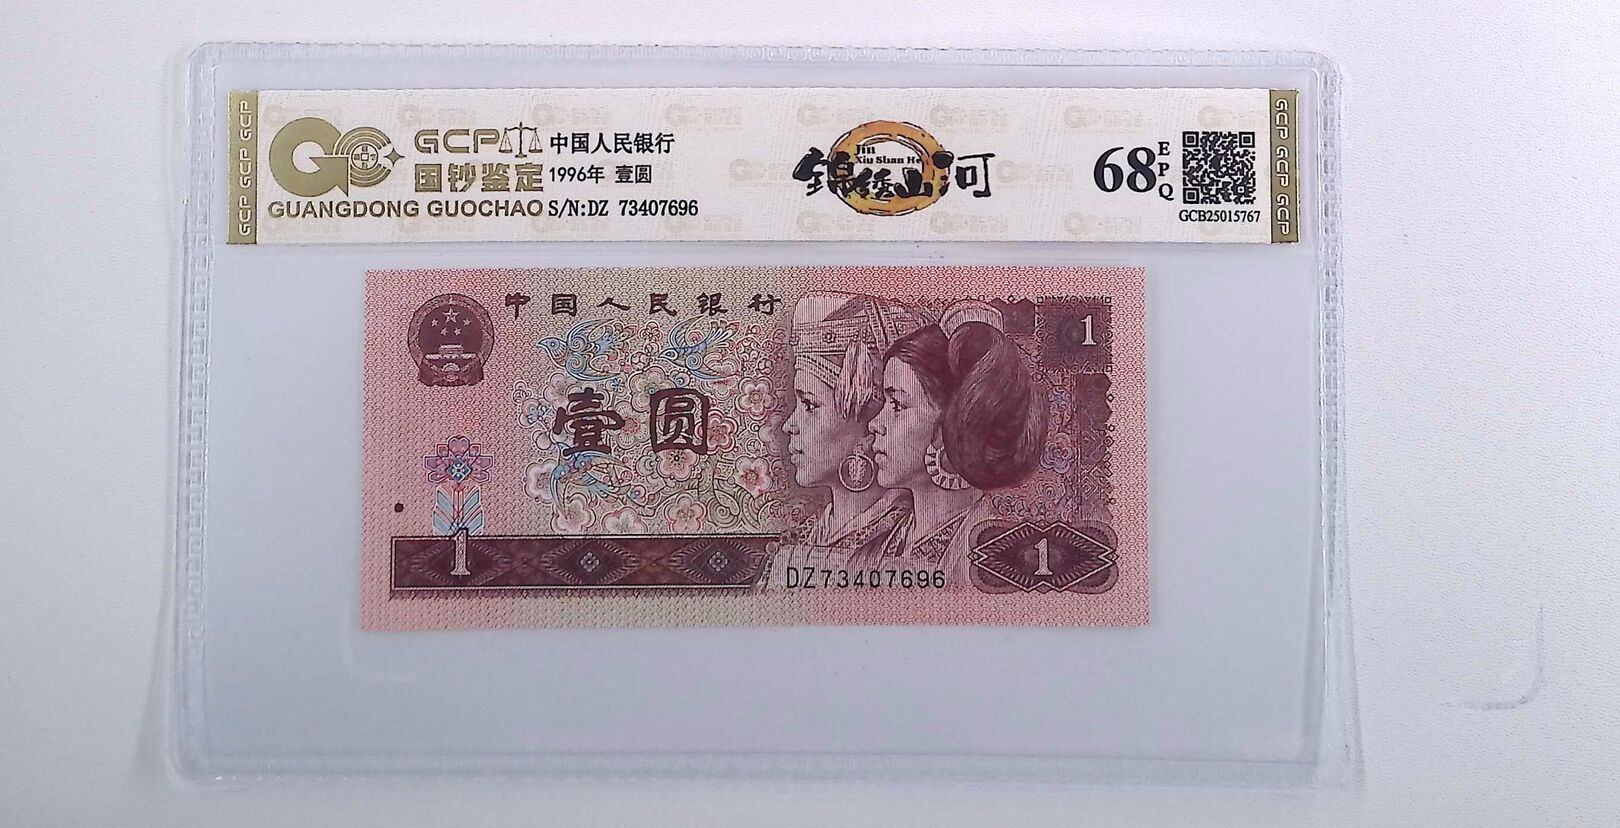 GCP GCP GCP
GCP
国钞鉴定
GUANGDONG GUOCHAO
中国人民银行
1996年 壹圆
S/N:DZ 73407696
Jin
Xiu Shan He
锦绣山河
68
EPQ
GCB25015767
GCP GCP GCP
中国人民银行
1
壹圆
1
1
DZ73407696